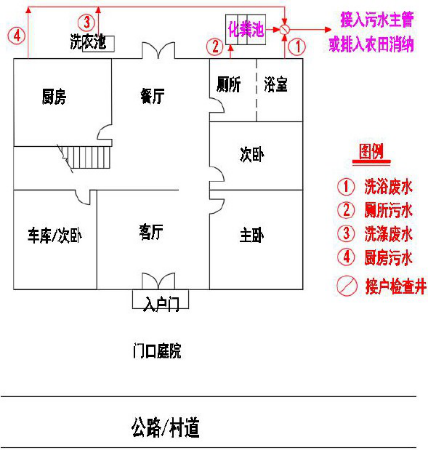 接入污水主管
或排入农田消纳
④
③
洗衣池
化粪池
②
①
厨房
餐厅
厕所
浴室
次卧
车库/次卧
客厅
主卧
入户门
图例
① 洗浴废水
② 厕所污水
③ 洗涤废水
④ 厨房污水
接户检查井
门口庭院
公路/村道